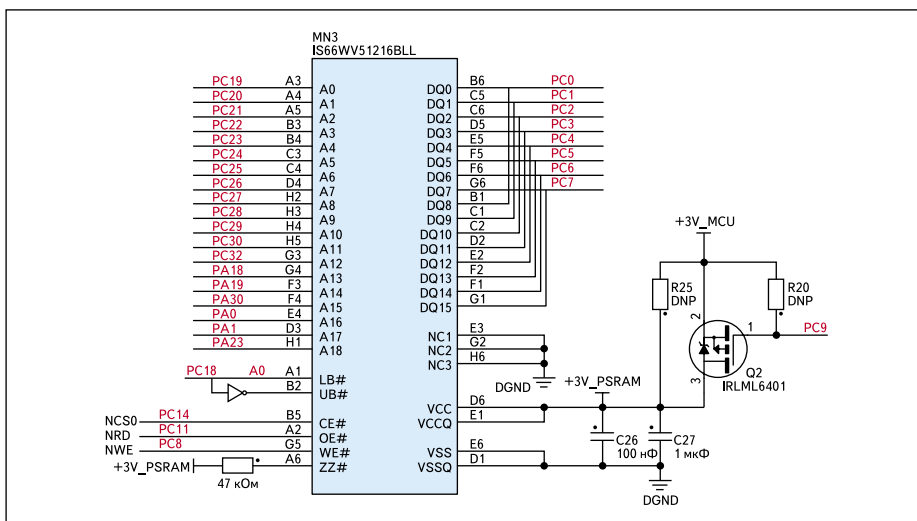 MN3
IS66WV51216BLL
PC19 A3 A0 DQ0 B6 PC0
PC20 A4 A1 DQ1 C5 PC1
PC21 A5 A2 DQ2 C6 PC2
PC22 B3 A3 DQ3 D5 PC3
PC23 B4 A4 DQ4 E5 PC4
PC24 C3 A5 DQ5 F5 PC5
PC25 C4 A6 DQ6 F6 PC6
PC26 D4 A7 DQ7 G6 PC7
PC27 H2 A8 DQ8 B1
PC28 H3 A9 DQ9 C1
PC29 H4 A10 DQ10 C2
PC30 H5 A11 DQ11 D2
PC32 G3 A12 DQ12 E2
PA18 G4 A13 DQ13 F2
PA19 F3 A14 DQ14 F1
PA30 F4 A15 DQ15 G1
PA0 E4 A16
PA1 D3 A17 NC1 E3
PA23 H1 A18 NC2 G2
NC3 H6
DGND
PC18 A0 A1 LB#
B2 UB#
NCS0 PC14 B5 CE# VCC D6
NRD PC11 A2 OE# VCCQ E1
NWE PC8 G5 WE# VSS E6
+3V_PSRAM A6 ZZ# VSSQ D1
47 кОм
+3V_PSRAM
C26
100 нФ
C27
1 мкФ
DGND
+3V_MCU
R25
DNP
R20
DNP
2
1
PC9
3
Q2
IRLML6401